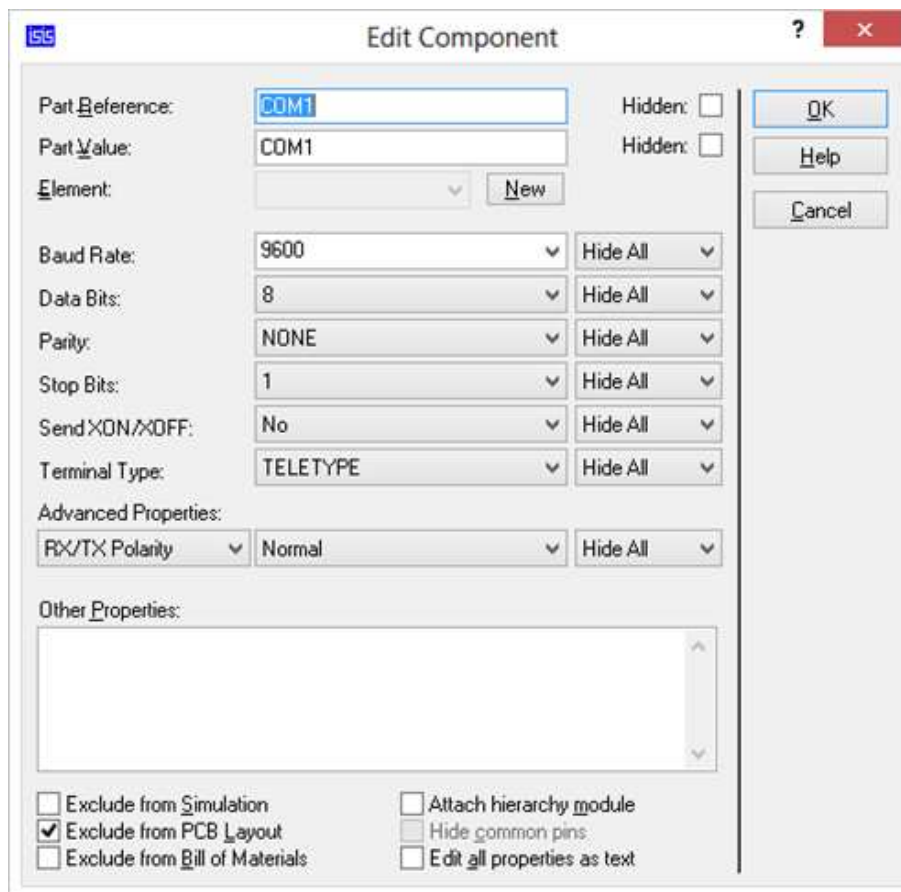 isis Edit Component ? ×
Part Reference: COM1 Hidden: OK
Part Value: COM1 Hidden: Help
Element: New Cancel
Baud Rate: 9600 Hide All
Data Bits: 8 Hide All
Parity: NONE Hide All
Stop Bits: 1 Hide All
Send XON/XOFF: No Hide All
Terminal Type: TELETYPE Hide All
Advanced Properties:
RX/TX Polarity Normal Hide All
Other Properties:
Exclude from Simulation Attach hierarchy module
Exclude from PCB Layout Hide common pins
Exclude from Bill of Materials Edit all properties as text